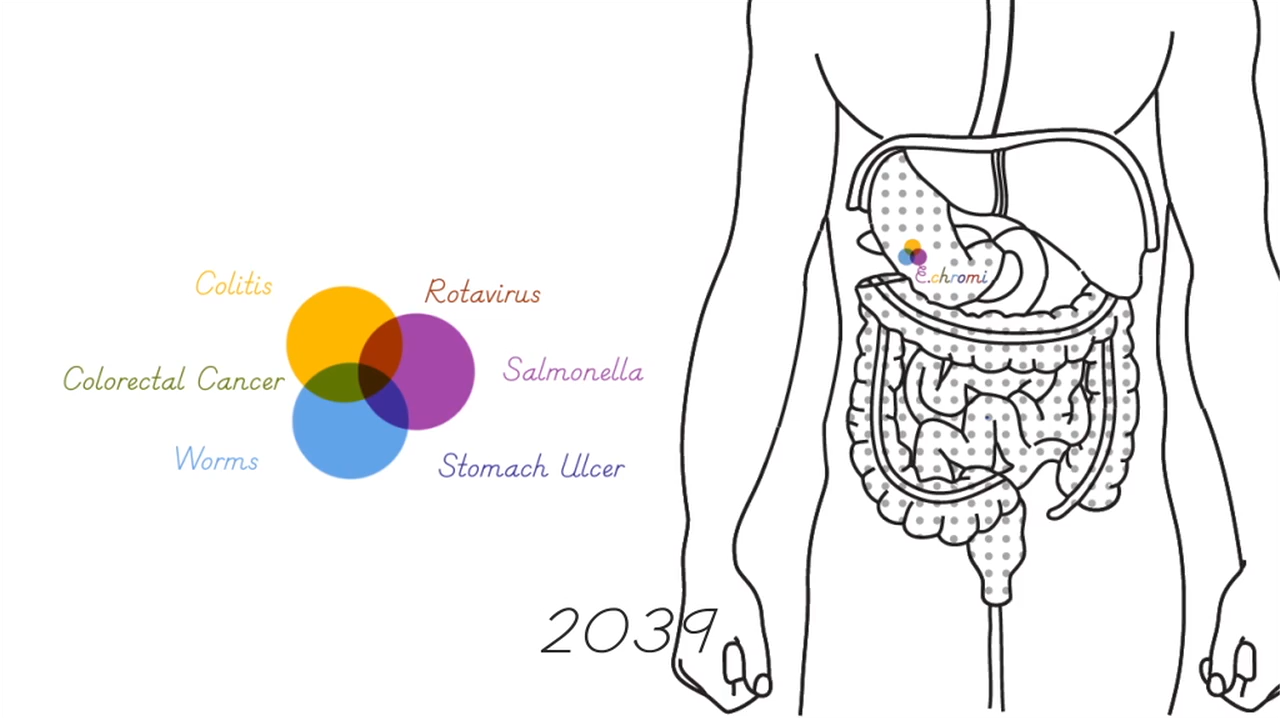 Colitis
Rotavirus
Colorectal Cancer
Salmonella
Worms
Stomach Ulcer
E.chromi
2039